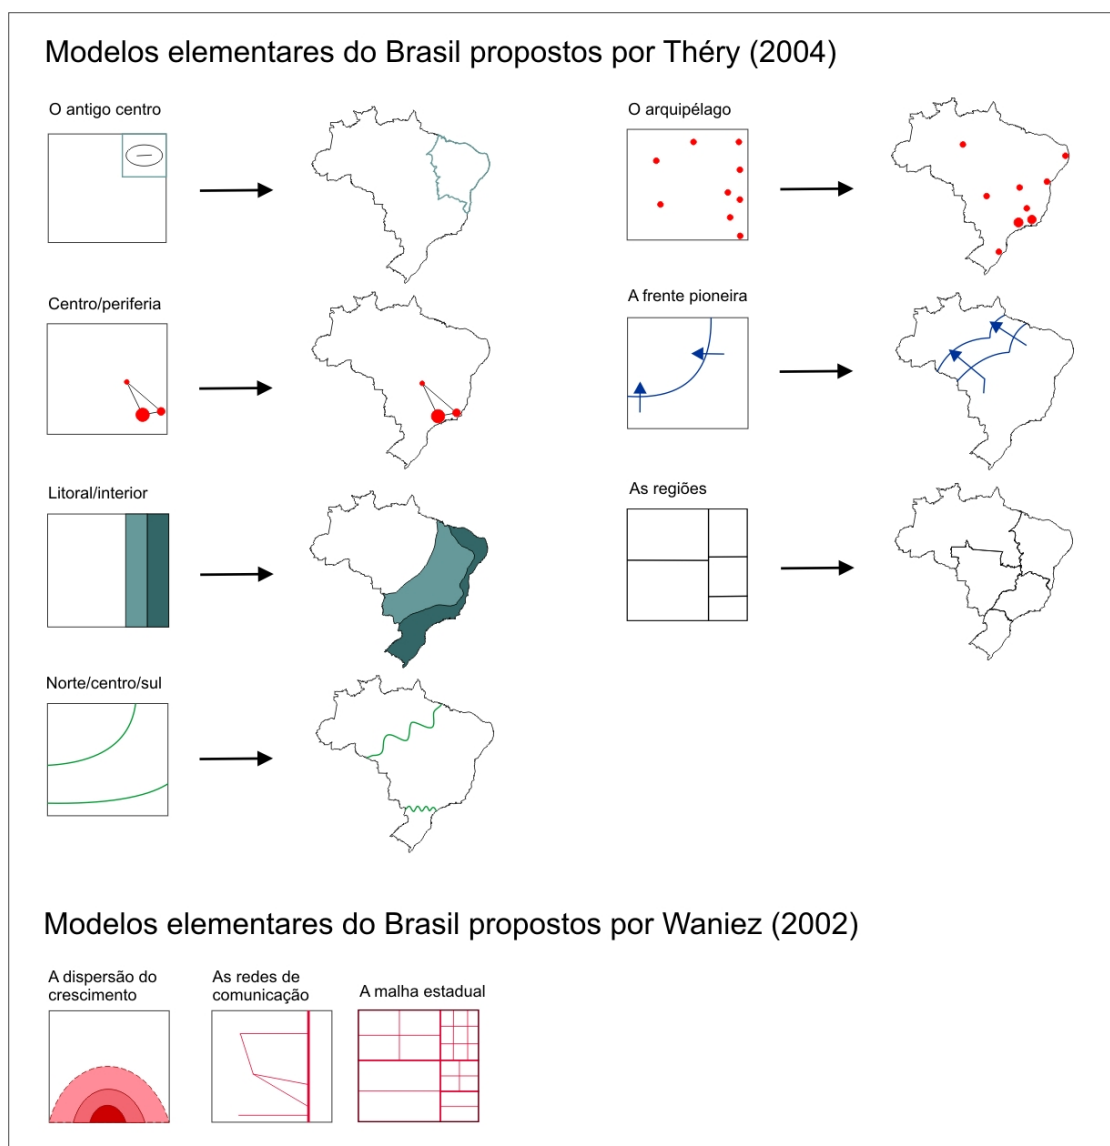 Modelos elementares do Brasil propostos por Théry (2004)
O antigo centro
O arquipélago
Centro/periferia
A frente pioneira
Litoral/interior
As regiões
Norte/centro/sul
Modelos elementares do Brasil propostos por Waniez (2002)
A dispersão do
crescimento
As redes de
comunicação
A malha estadual